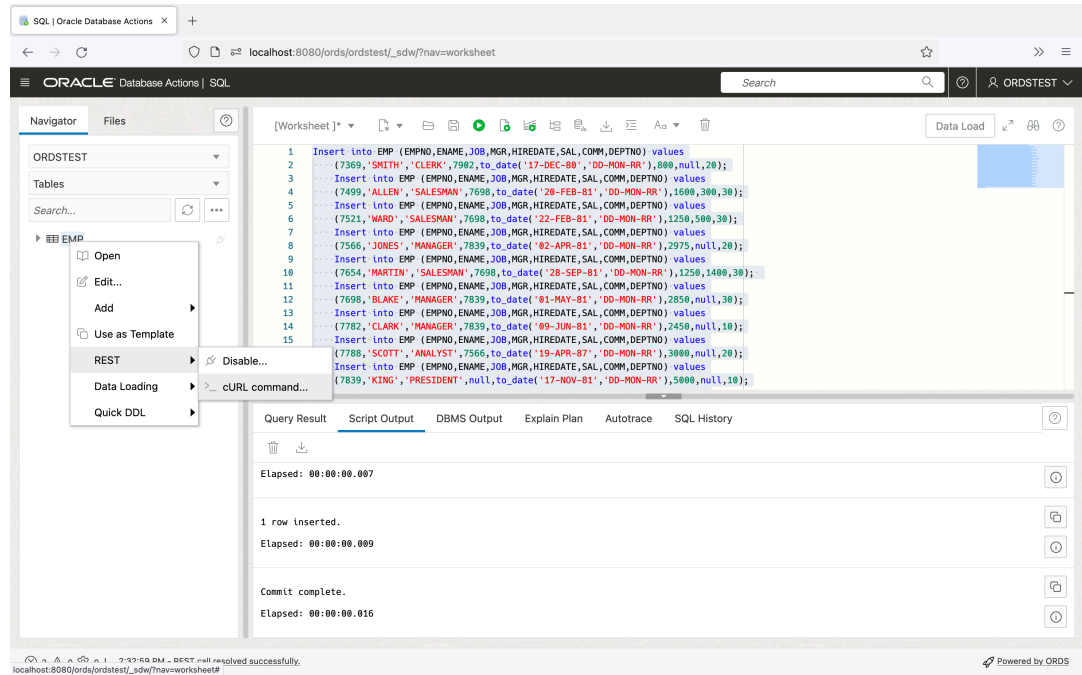 SQL | Oracle Database Actions
localhost:8080/ords/ordstest/_sdw/?nav=worksheet
ORACLE Database Actions | SQL
Search
ORDSTEST
Navigator
Files
[Worksheet ]*
Aa
Data Load
ORDSTEST
Tables
Search...
EMP
Open
Edit...
Add
Use as Template
REST
Data Loading
Quick DDL
Disable...
>_ cURL command...
1 Insert into EMP (EMPNO,ENAME,JOB,MGR,HIREDATE,SAL,COMM,DEPTNO) values
2 (7369,'SMITH','CLERK',7902,to_date('17-DEC-80','DD-MON-RR'),800,null,20);
3 Insert into EMP (EMPNO,ENAME,JOB,MGR,HIREDATE,SAL,COMM,DEPTNO) values
4 (7499,'ALLEN','SALESMAN',7698,to_date('20-FEB-81','DD-MON-RR'),1600,300,30);
5 Insert into EMP (EMPNO,ENAME,JOB,MGR,HIREDATE,SAL,COMM,DEPTNO) values
6 (7521,'WARD','SALESMAN',7698,to_date('22-FEB-81','DD-MON-RR'),1250,500,30);
7 Insert into EMP (EMPNO,ENAME,JOB,MGR,HIREDATE,SAL,COMM,DEPTNO) values
8 (7566,'JONES','MANAGER',7839,to_date('02-APR-81','DD-MON-RR'),2975,null,20);
9 Insert into EMP (EMPNO,ENAME,JOB,MGR,HIREDATE,SAL,COMM,DEPTNO) values
10 (7654,'MARTIN','SALESMAN',7698,to_date('28-SEP-81','DD-MON-RR'),1250,1400,30);
11 Insert into EMP (EMPNO,ENAME,JOB,MGR,HIREDATE,SAL,COMM,DEPTNO) values
12 (7698,'BLAKE','MANAGER',7839,to_date('01-MAY-81','DD-MON-RR'),2850,null,30);
13 Insert into EMP (EMPNO,ENAME,JOB,MGR,HIREDATE,SAL,COMM,DEPTNO) values
14 (7782,'CLARK','MANAGER',7839,to_date('09-JUN-81','DD-MON-RR'),2450,null,10);
15 Insert into EMP (EMPNO,ENAME,JOB,MGR,HIREDATE,SAL,COMM,DEPTNO) values
(7788,'SCOTT','ANALYST',7566,to_date('19-APR-87','DD-MON-RR'),3000,null,20);
Insert into EMP (EMPNO,ENAME,JOB,MGR,HIREDATE,SAL,COMM,DEPTNO) values
(7839,'KING','PRESIDENT',null,to_date('17-NOV-81','DD-MON-RR'),5000,null,10);
Query Result
Script Output
DBMS Output
Explain Plan
Autotrace
SQL History
Elapsed: 00:00:00.007
1 row inserted.
Elapsed: 00:00:00.009
Commit complete.
Elapsed: 00:00:00.016
2:32:59 PM - REST call resolved successfully.
localhost:8080/ords/ordstest/_sdw/?nav=worksheet#
Powered by ORDS